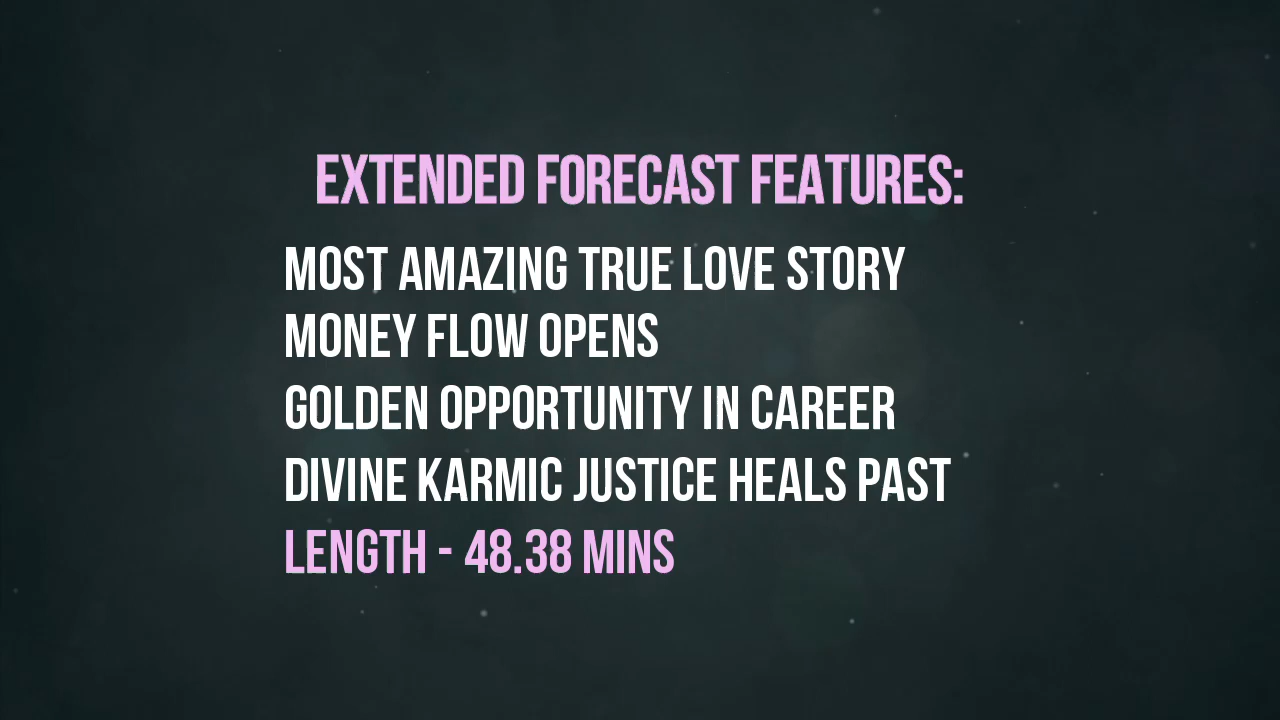 EXTENDED FORECAST FEATURES:
MOST AMAZING TRUE LOVE STORY
MONEY FLOW OPENS
GOLDEN OPPORTUNITY IN CAREER
DIVINE KARMIC JUSTICE HEALS PAST
LENGTH - 48.38 MINS